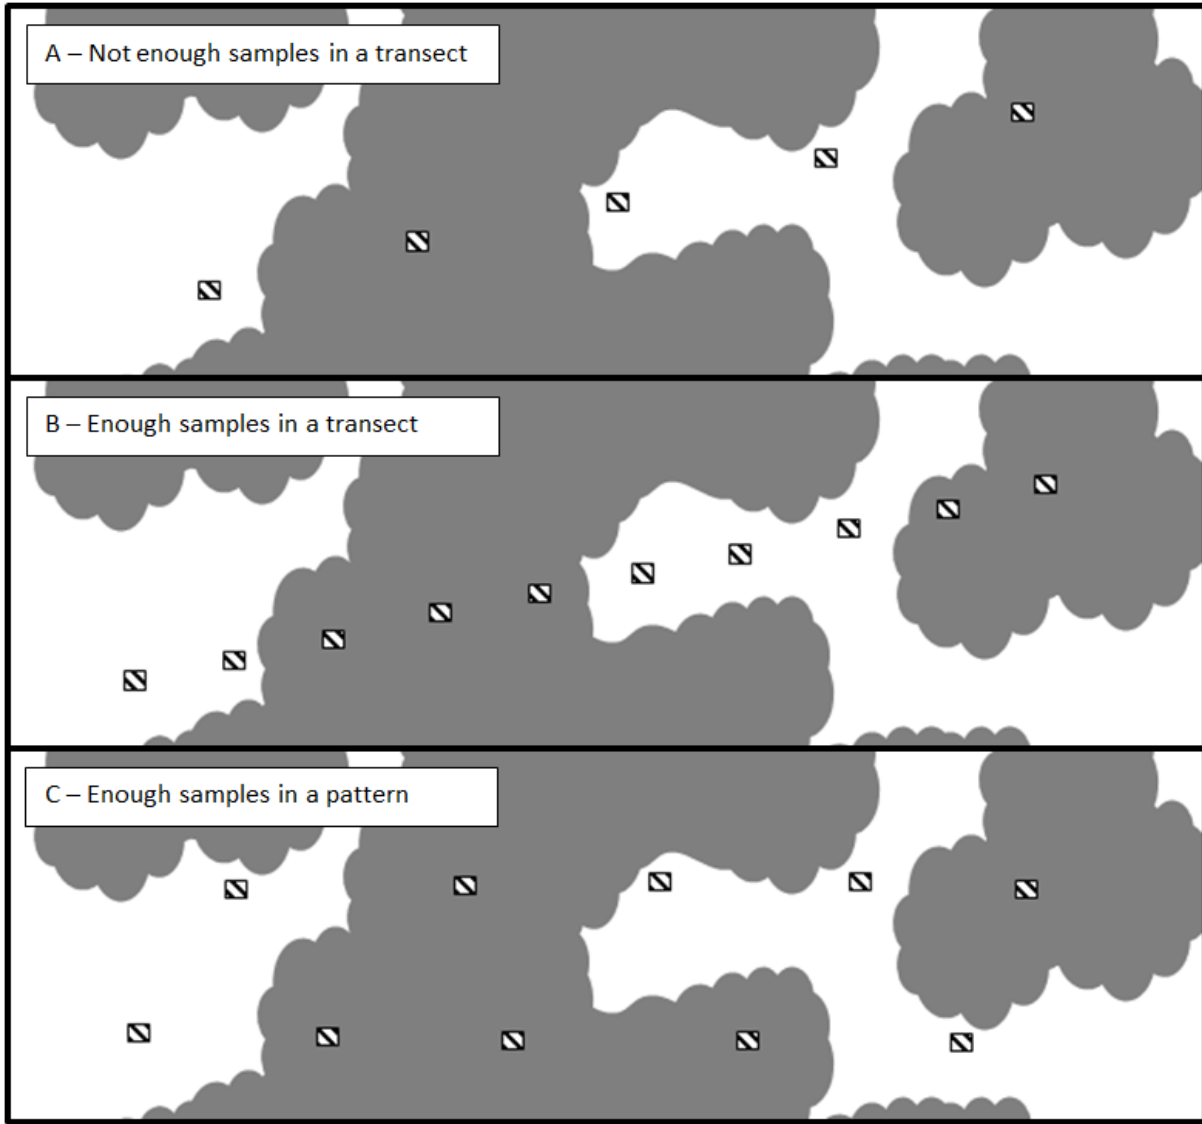 A – Not enough samples in a transect
B – Enough samples in a transect
C – Enough samples in a pattern